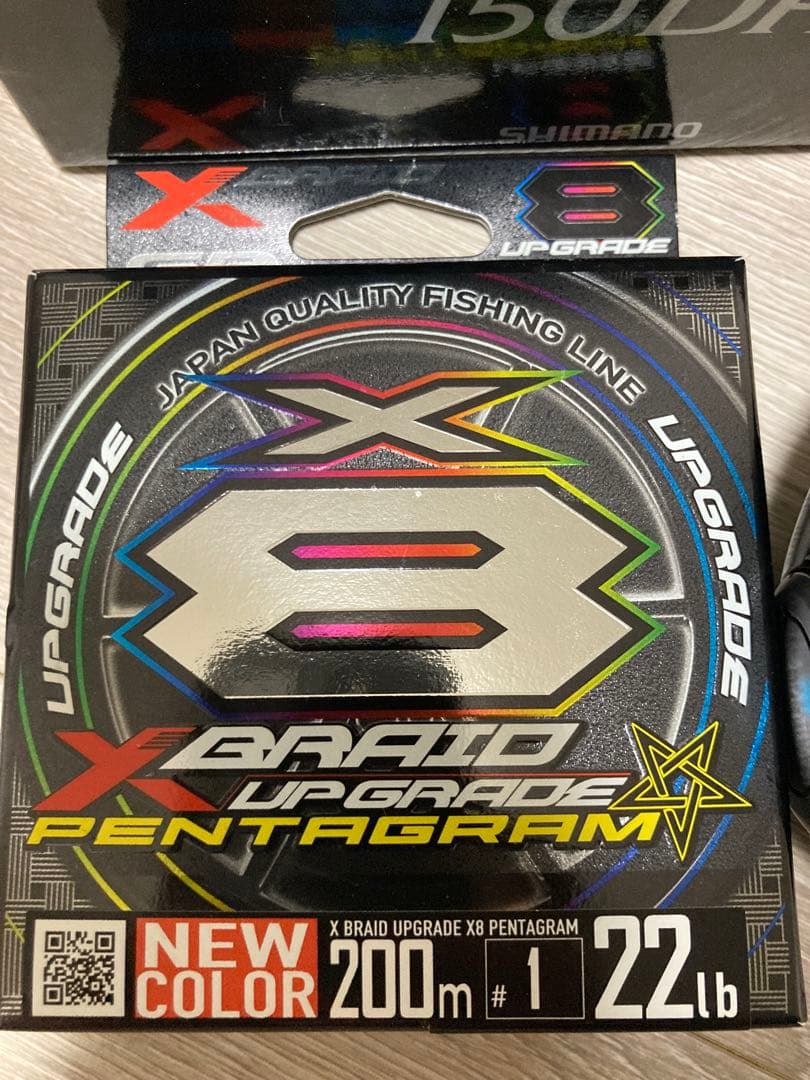 150DH
SHIMANO
X BRAID
8
UPGRADE
JAPAN QUALITY FISHING LINE
UPGRADE
UPGRADE
X
8
X BRAID
UPGRADE
PENTAGRAM
NEW
COLOR
X BRAID UPGRADE X8 PENTAGRAM
200m
# 1
22lb